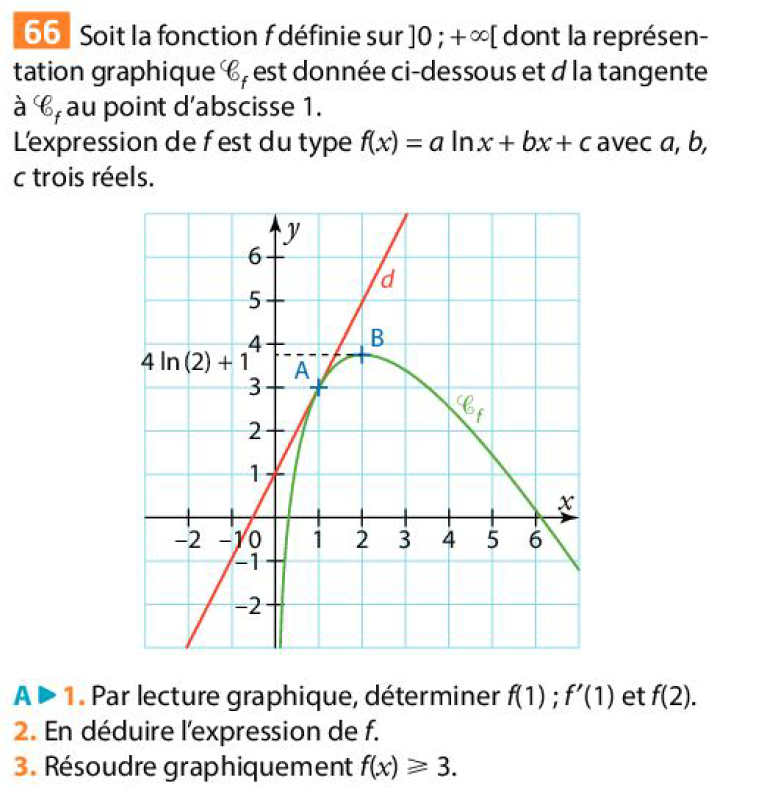 66 Soit la fonction f définie sur ]0 ; +∞[ dont la représen-
tation graphique 𝒞f est donnée ci-dessous et d la tangente
à 𝒞f au point d'abscisse 1.
L'expression de f est du type f(x) = a ln x + bx + c avec a, b,
c trois réels.
y
6
d
5
4
B
4 ln (2) + 1
A
3
𝒞f
2
1
x
−2 −1 0 1 2 3 4 5 6
−1
−2
A ▶ 1. Par lecture graphique, déterminer f(1) ; f′(1) et f(2).
2. En déduire l'expression de f.
3. Résoudre graphiquement f(x) ⩾ 3.